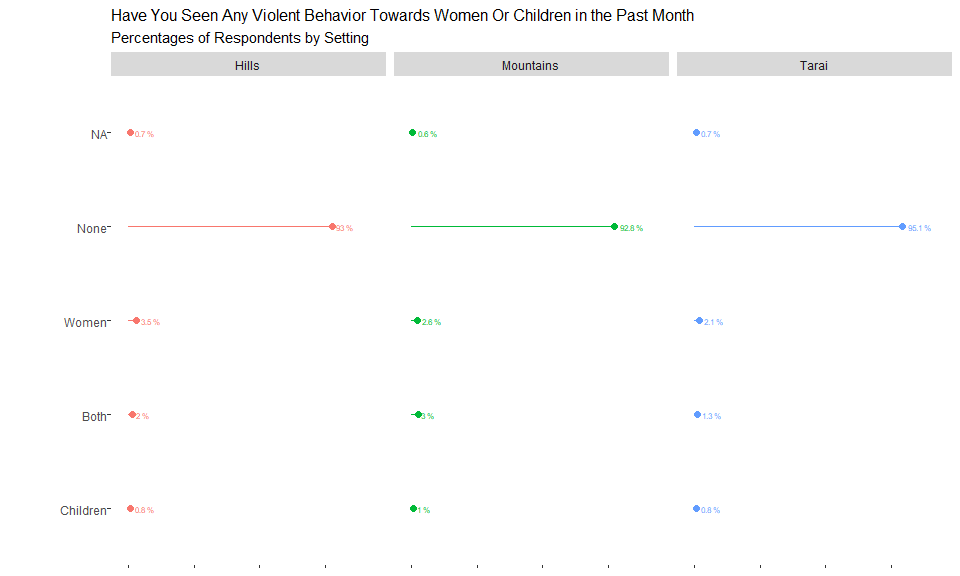 Have You Seen Any Violent Behavior Towards Women Or Children in the Past Month
Percentages of Respondents by Setting
Hills Mountains Tarai
NA 0.7 % 0.6 % 0.7 %
None 93 % 92.8 % 95.1 %
Women 3.5 % 2.6 % 2.1 %
Both 2 % 3 % 1.3 %
Children 0.8 % 1 % 0.8 %